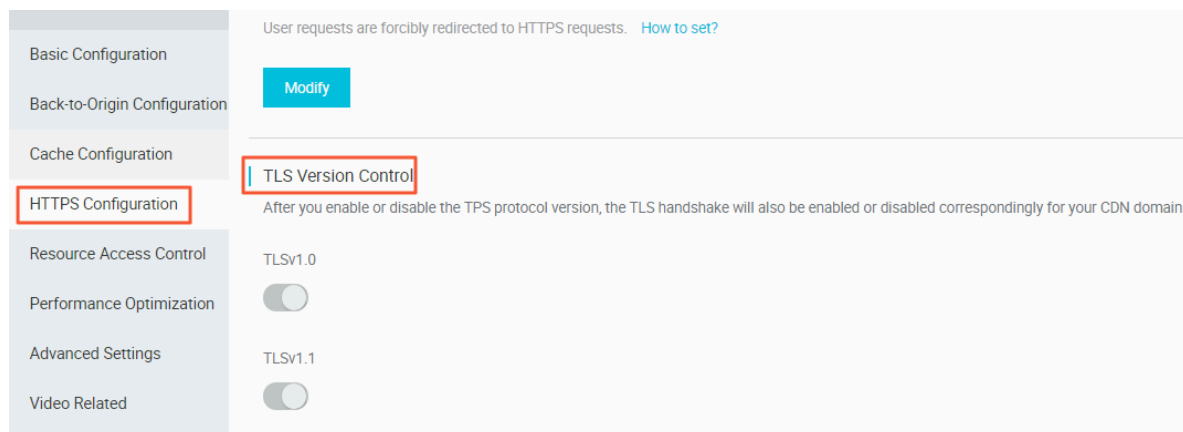 User requests are forcibly redirected to HTTPS requests. How to set?
Modify
Basic Configuration
Back-to-Origin Configuration
Cache Configuration
HTTPS Configuration
Resource Access Control
Performance Optimization
Advanced Settings
Video Related
TLS Version Control
After you enable or disable the TPS protocol version, the TLS handshake will also be enabled or disabled correspondingly for your CDN domain
TLSv1.0
TLSv1.1